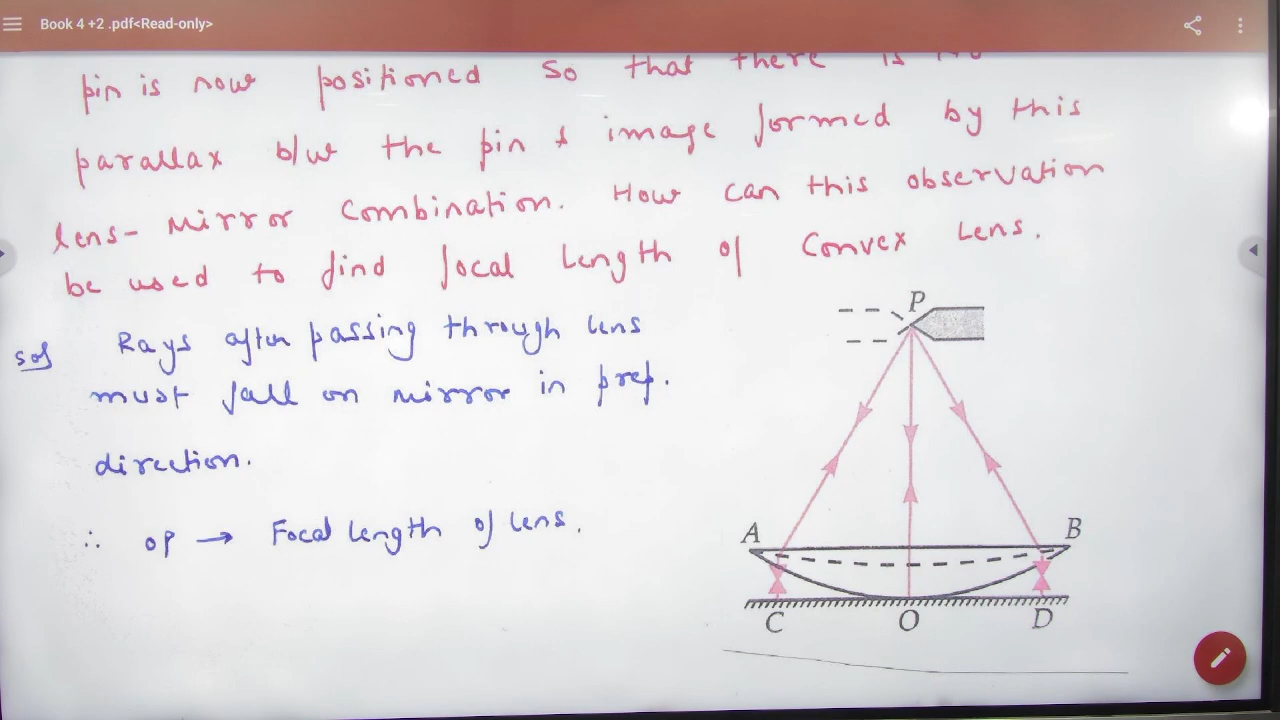 Book 4 +2 .pdf<Read-only>
pin is now positioned so that there is no
parallax b/w the pin & image formed by this
lens- mirror combination. How can this observation
be used to find focal length of convex lens.
Sol Rays after passing through lens
must fall on mirror in prep.
direction.
∴ OP → Focal length of lens.
P
A B
C O D